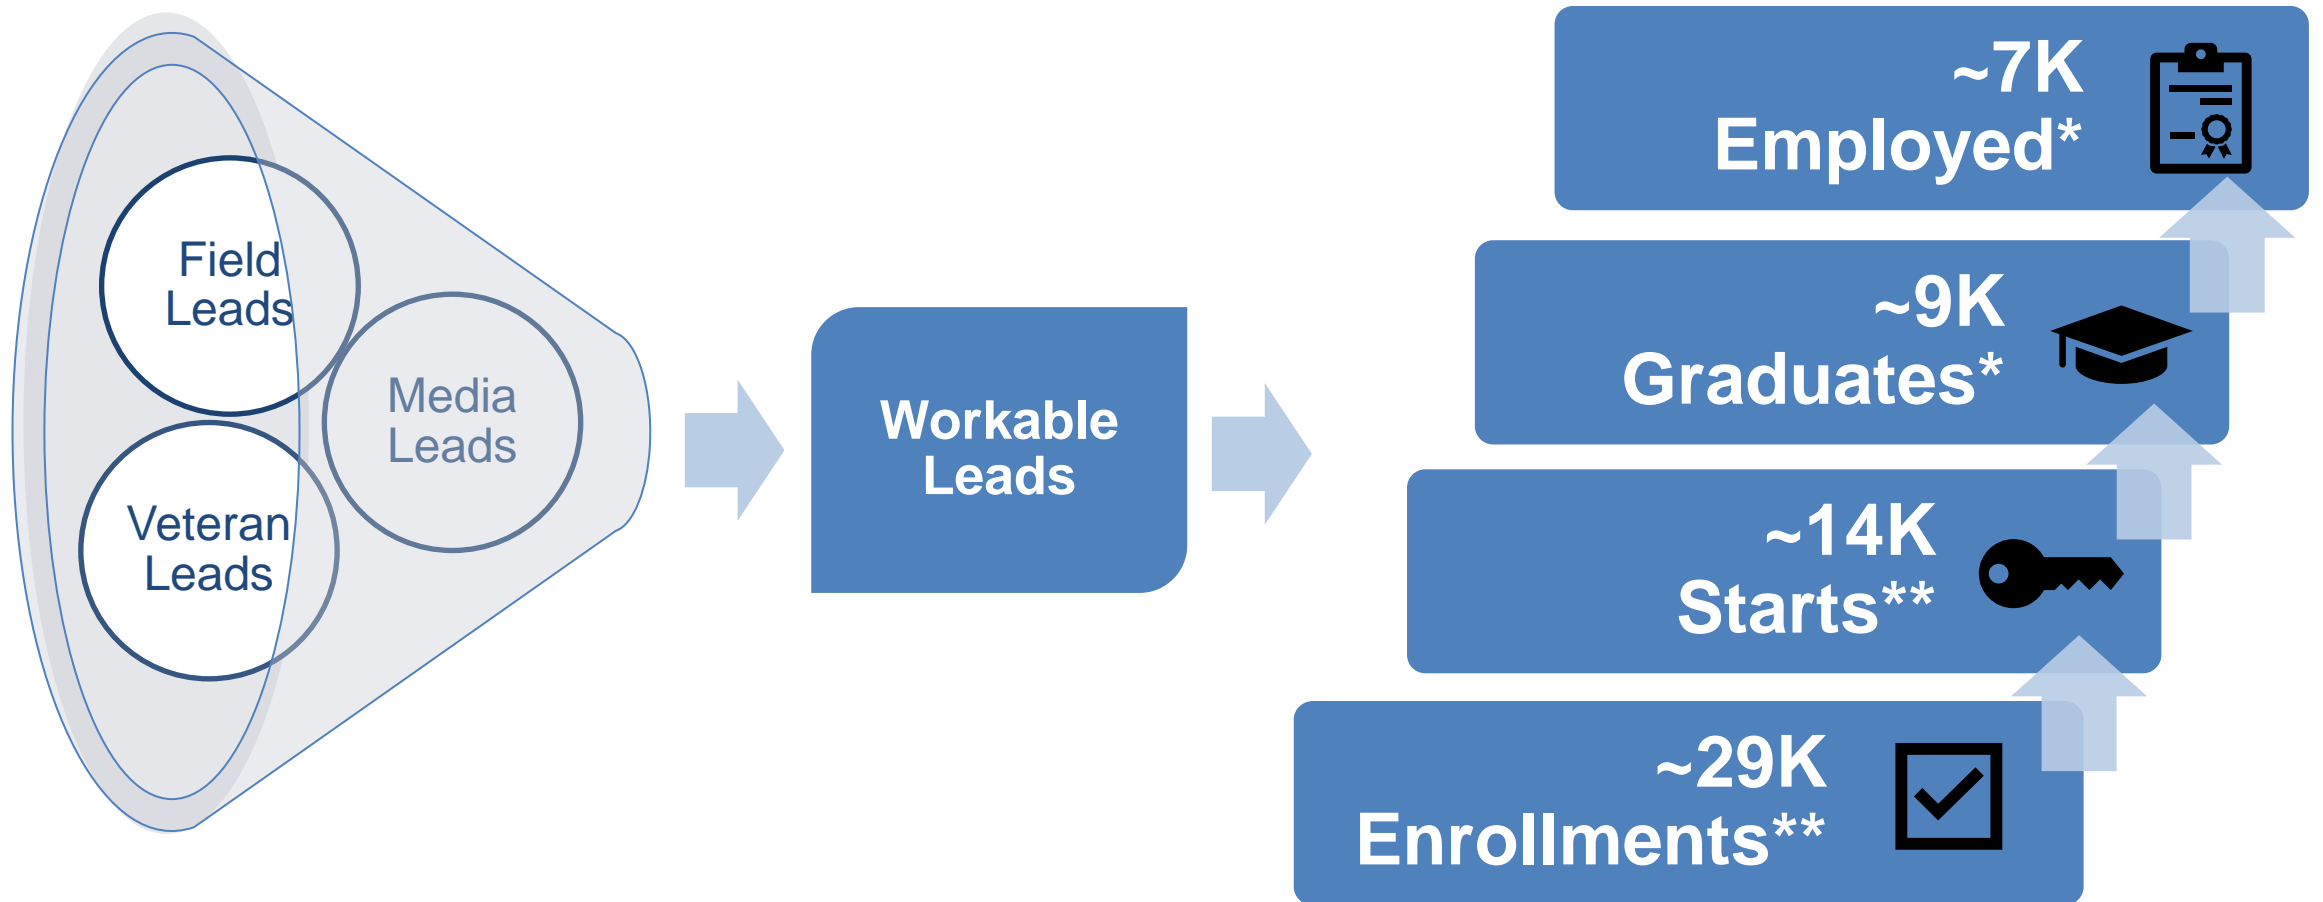 Field
Leads
Media
Leads
Veteran
Leads
Workable
Leads
~7K
Employed*
~9K
Graduates*
~14K
Starts**
~29K
Enrollments**